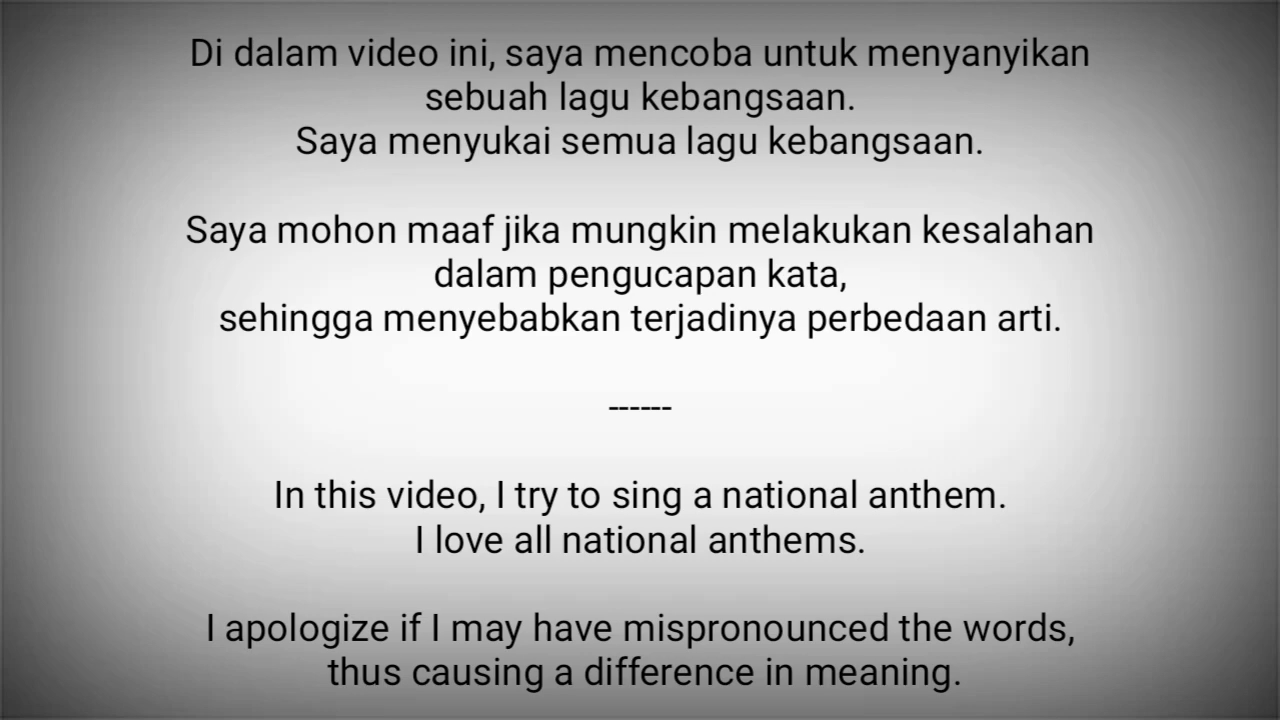 Di dalam video ini, saya mencoba untuk menyanyikan
sebuah lagu kebangsaan.
Saya menyukai semua lagu kebangsaan.
Saya mohon maaf jika mungkin melakukan kesalahan
dalam pengucapan kata,
sehingga menyebabkan terjadinya perbedaan arti.
------
In this video, I try to sing a national anthem.
I love all national anthems.
I apologize if I may have mispronounced the words,
thus causing a difference in meaning.